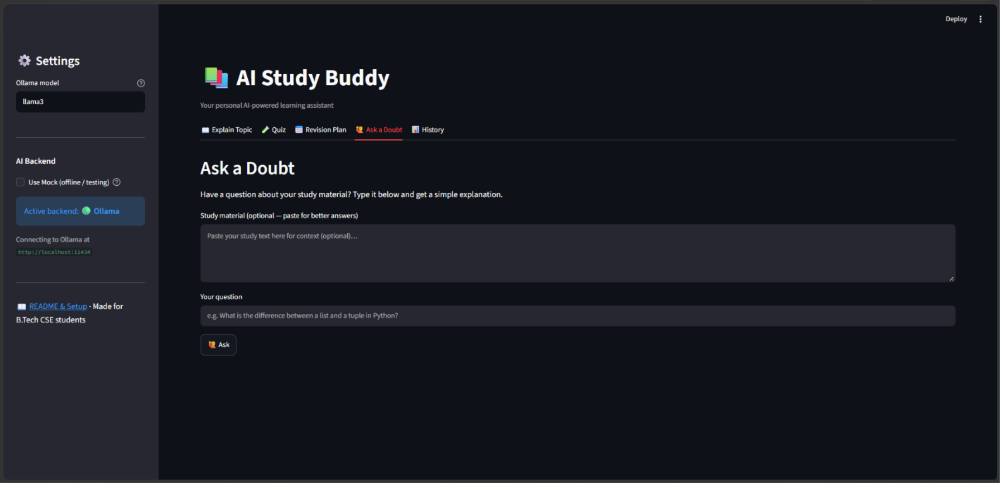 Deploy
Settings
Ollama model
llama3
AI Backend
Use Mock (offline / testing)
Active backend: Ollama
Connecting to Ollama at
http://localhost:11434
README & Setup · Made for
B.Tech CSE students
AI Study Buddy
Your personal AI-powered learning assistant
Explain Topic Quiz Revision Plan Ask a Doubt History
Ask a Doubt
Have a question about your study material? Type it below and get a simple explanation.
Study material (optional — paste for better answers)
Paste your study text here for context (optional)...
Your question
e.g. What is the difference between a list and a tuple in Python?
Ask